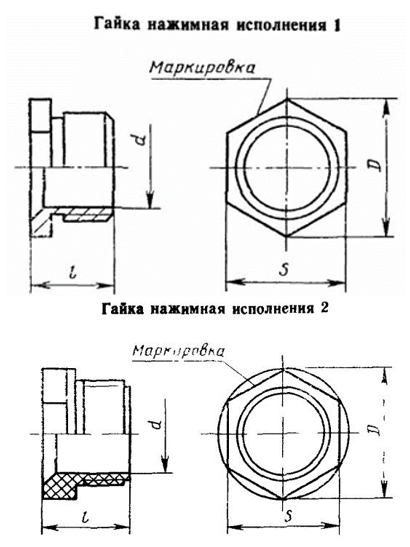 Гайка нажимная исполнения 1
Маркировка
d
D
l
S
Гайка нажимная исполнения 2
Маркировка
d
D
l
S